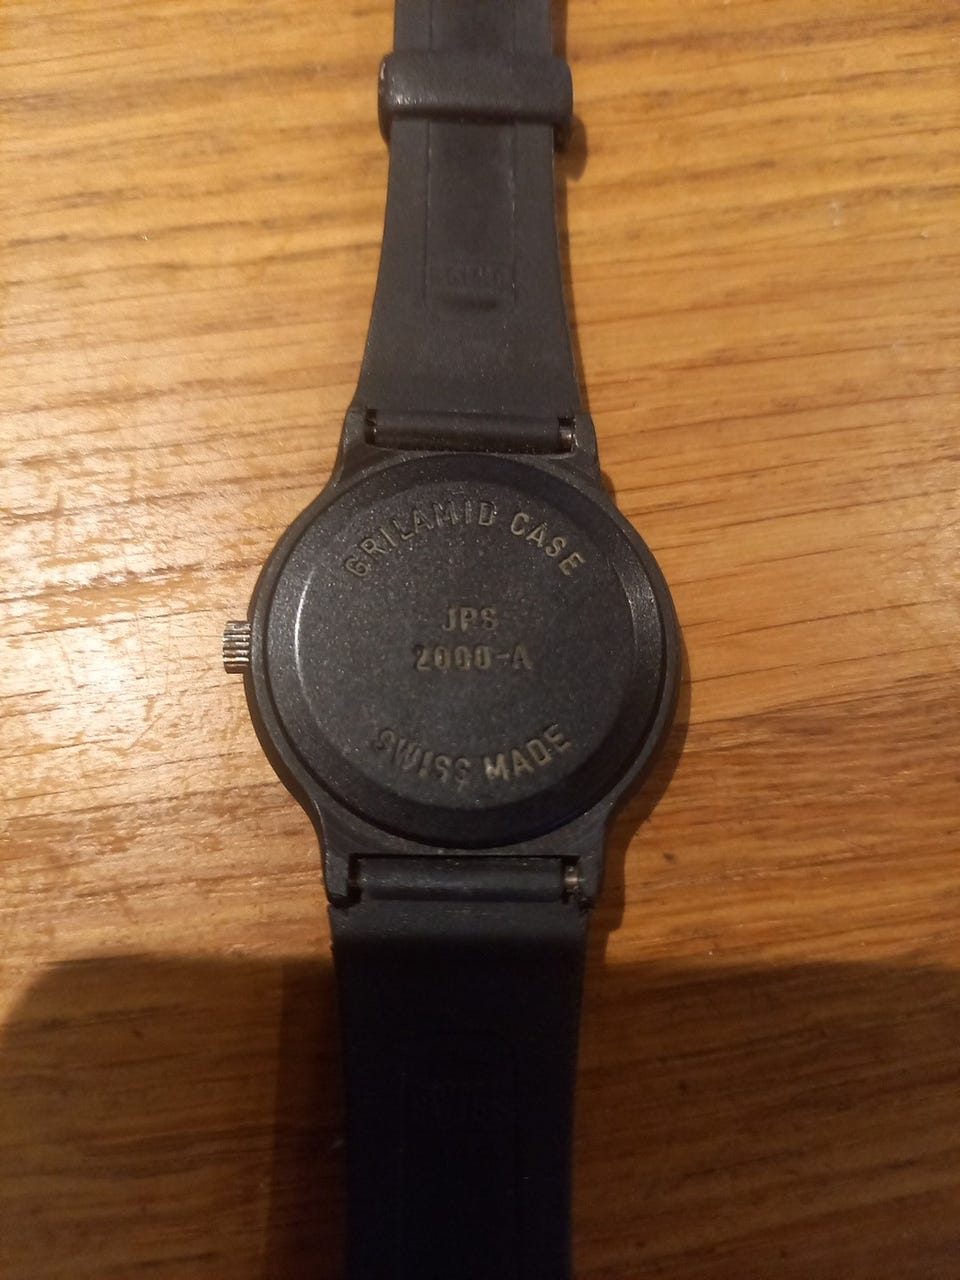 GRILAMID CASE
JPS
2000-A
SWISS MADE